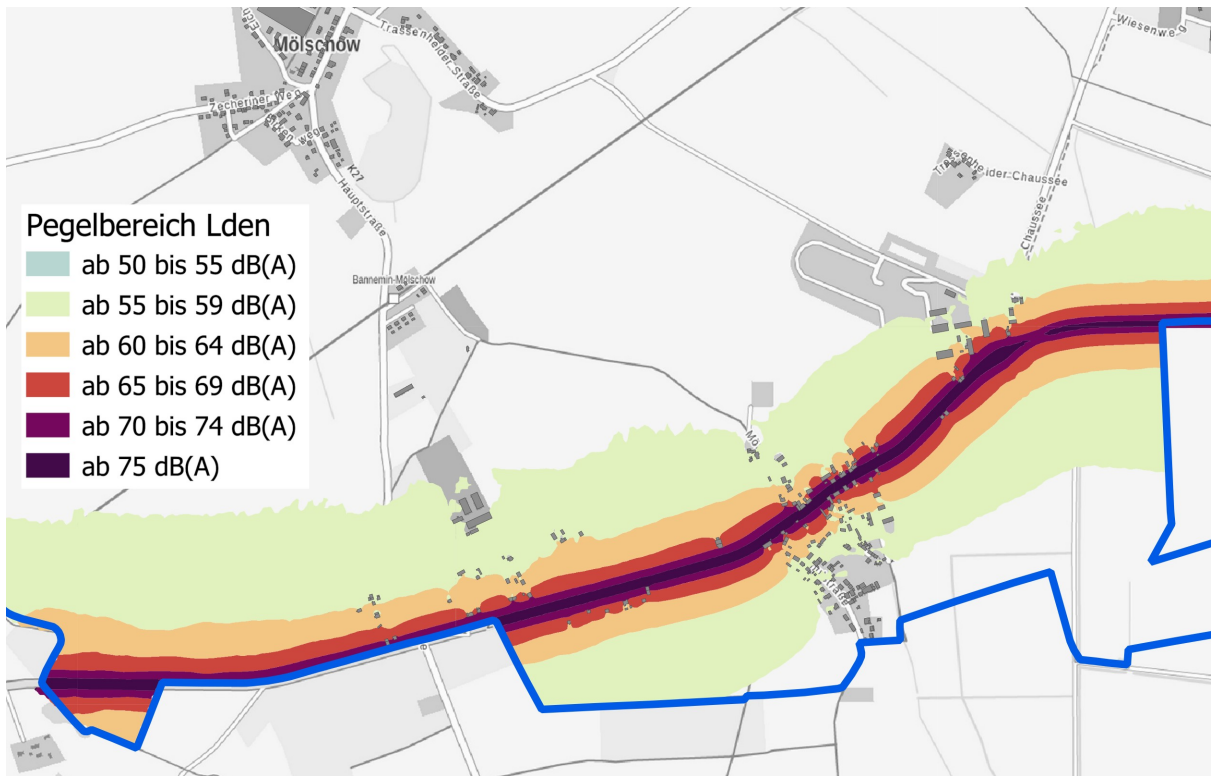 Mölschow
Trassenheider Straße
Wiesenweg
Zecheriner Weg
K27
Hauptstraße
Chaussee
Bannemin-Mölschow
Chaussee
Mö
Pegelbereich Lden
ab 50 bis 55 dB(A)
ab 55 bis 59 dB(A)
ab 60 bis 64 dB(A)
ab 65 bis 69 dB(A)
ab 70 bis 74 dB(A)
ab 75 dB(A)